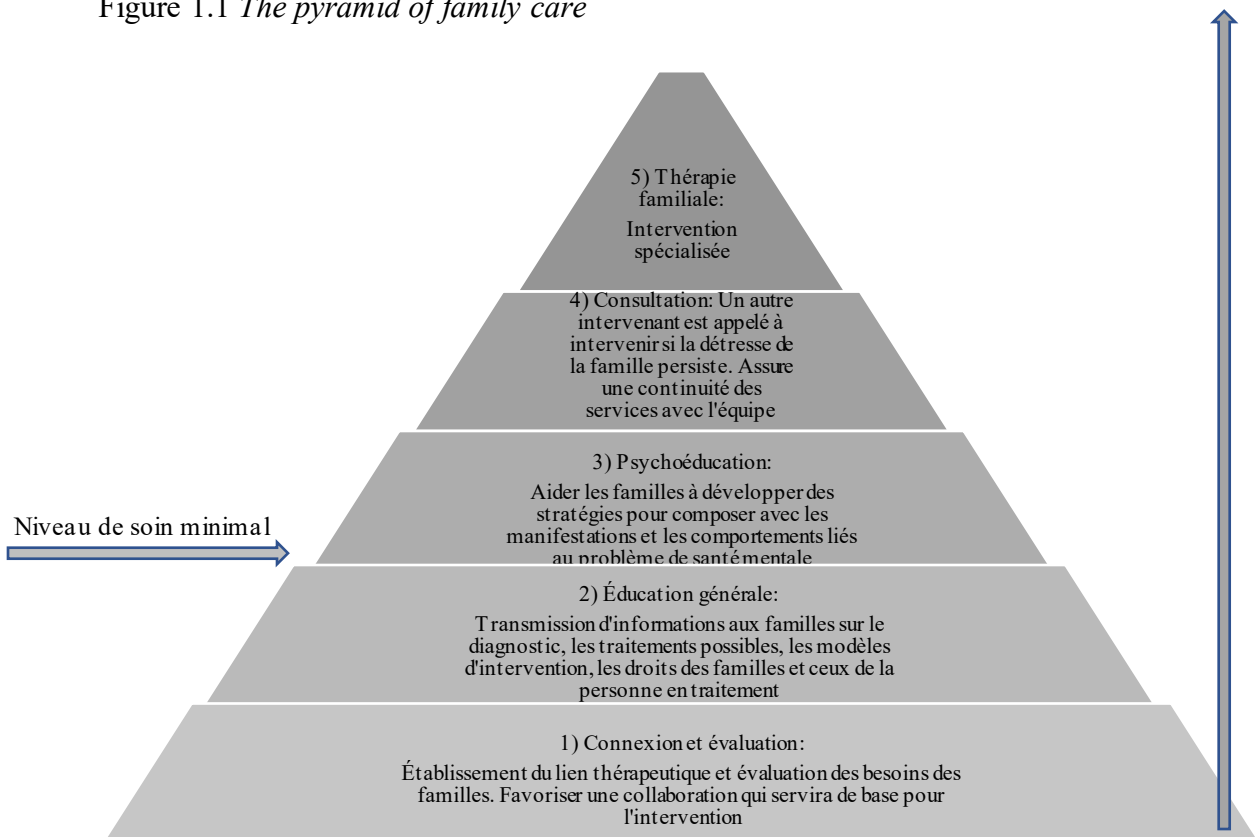 Figure 1.1 The pyramid of family care
5) Thérapie
familiale:
Intervention
spécialisée
4) Consultation: Un autre
intervenant est appelé à
intervenir si la détresse de
la famille persiste. Assure
une continuité des
services avec l'équipe
3) Psychoéducation:
Aider les familles à développer des
stratégies pour composer avec les
manifestations et les comportements liés
au problème de santé mentale
Niveau de soin minimal
2) Éducation générale:
Transmission d'informations aux familles sur le
diagnostic, les traitements possibles, les modèles
d'intervention, les droits des familles et ceux de la
personne en traitement
1) Connexion et évaluation:
Établissement du lien thérapeutique et évaluation des besoins des
familles. Favoriser une collaboration qui servira de base pour
l'intervention